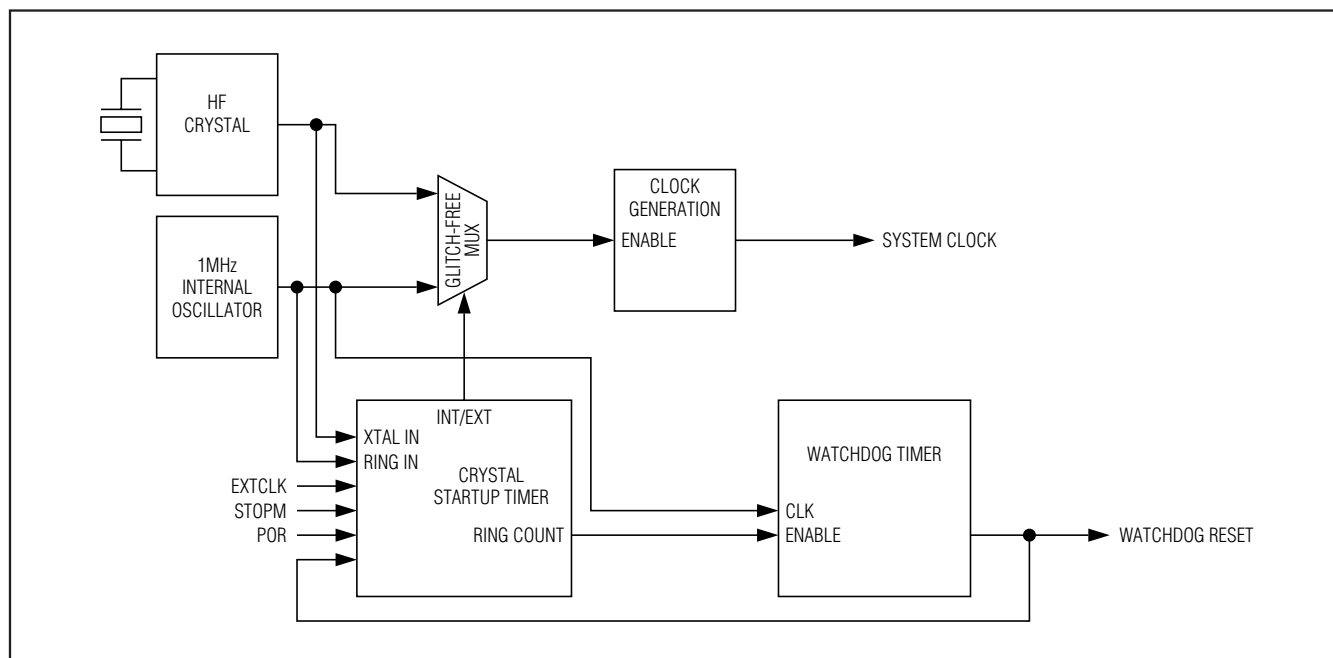 HF
CRYSTAL
1MHz
INTERNAL
OSCILLATOR
GLITCH-FREE
MUX
CLOCK
GENERATION
ENABLE
SYSTEM CLOCK
INT/EXT
XTAL IN
RING IN
EXTCLK
STOPM
POR
CRYSTAL
STARTUP TIMER
RING COUNT
WATCHDOG TIMER
CLK
ENABLE
WATCHDOG RESET